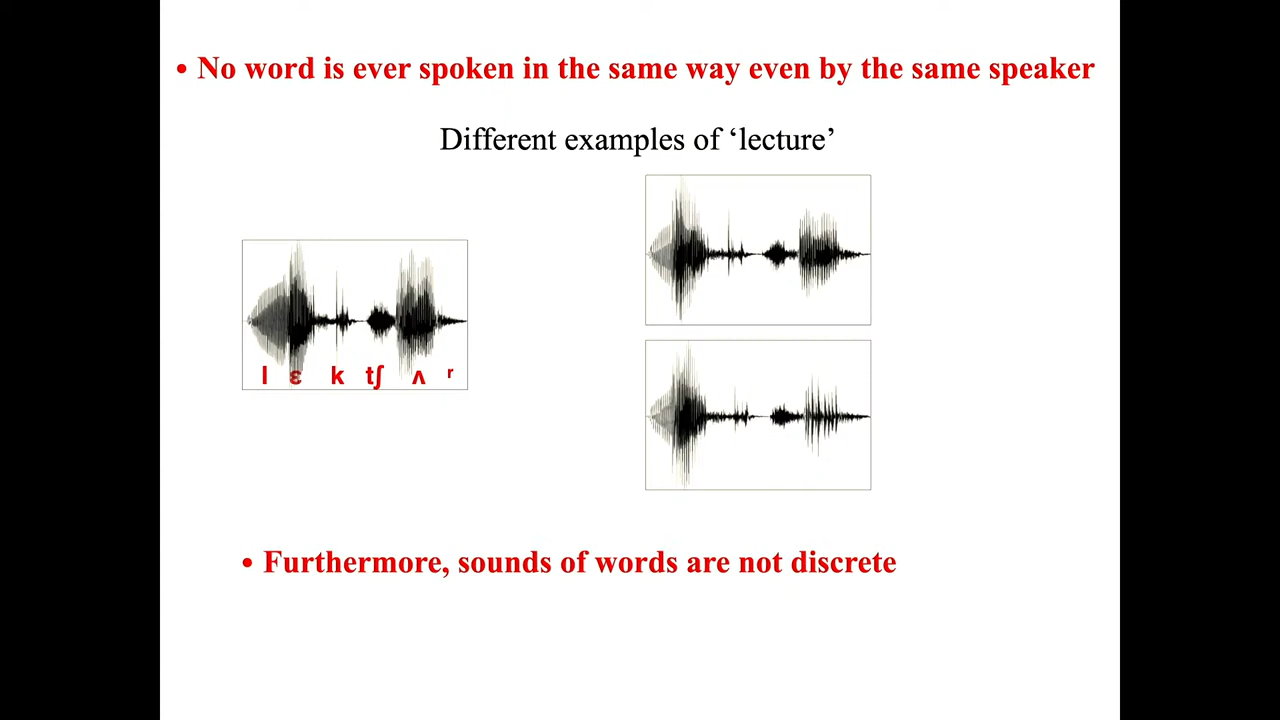 • No word is ever spoken in the same way even by the same speaker
Different examples of ‘lecture’
l ɛ k tʃ ʌ r
• Furthermore, sounds of words are not discrete